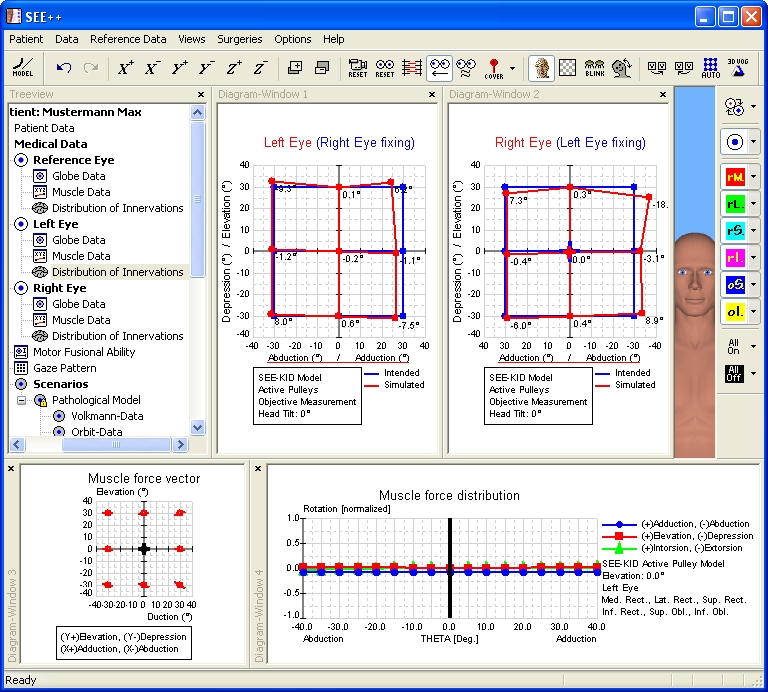 SEE++
Patient Data Reference Data Views Surgeries Options Help
MODEL X+ X- Y+ Y- Z+ Z- RESET RESET COVER BLINK AUTO 3D VOG
Treeview
tient: Mustermann Max
Patient Data
Medical Data
Reference Eye
Globe Data
Muscle Data
Distribution of Innervations
Left Eye
Globe Data
Muscle Data
Distribution of Innervations
Right Eye
Globe Data
Muscle Data
Distribution of Innervations
Motor Fusional Ability
Gaze Pattern
Scenarios
Pathological Model
Volkmann-Data
Orbit-Data
Diagram-Window 1
Left Eye (Right Eye fixing)
Depression (°) / Elevation (°)
40
30
20
10
0
-10
-20
-30
-40
-9.3° 0.1° 6.2°
-1.2° -0.2° -1.1°
8.0° 0.6° -7.5°
40 30 20 10 0 -10 -20 -30 40
Abduction (°) / Adduction (°)
SEE-KID Model
Active Pulleys
Objective Measurement
Head Tilt: 0°
Intended
Simulated
Diagram-Window 2
Right Eye (Left Eye fixing)
Depression (°) / Elevation (°)
40
30
20
10
0
-10
-20
-30
-40
7.3° 0.3° -18.
-0.4° 0.0° -3.1°
-6.0° 0.4° 8.9°
40 30 20 10 0 -10 -20 -30 -40
Abduction (°) / Adduction (°)
SEE-KID Model
Active Pulleys
Objective Measurement
Head Tilt: 0°
Intended
Simulated
rM.
rL.
rS.
rI.
oS.
oI.
All
On
All
Off
Diagram-Window 3
Muscle force vector
Elevation (°)
40
30
20
10
0
-10
-20
-30
-40
-40 -30 -20 -10 0 10 20 30 40
Duction (°)
(Y+)Elevation, (Y-)Depression
(X+)Adduction, (X-)Abduction
Diagram-Window 4
Muscle force distribution
Rotation [normalized]
1.0
0.5
0.0
-0.5
-1.0
-40.0 -30.0 -20.0 -10.0 0.0 10.0 20.0 30.0 40.0
Abduction THETA [Deg.] Adduction
(+)Adduction, (-)Abduction
(+)Elevation, (-)Depression
(+)Intorsion, (-)Extorsion
SEE-KID Active Pulley Model
Elevation: 0.0°
Left Eye
Med. Rect., Lat. Rect., Sup. Rect.
Inf. Rect., Sup. Obl., Inf. Obl.
Ready